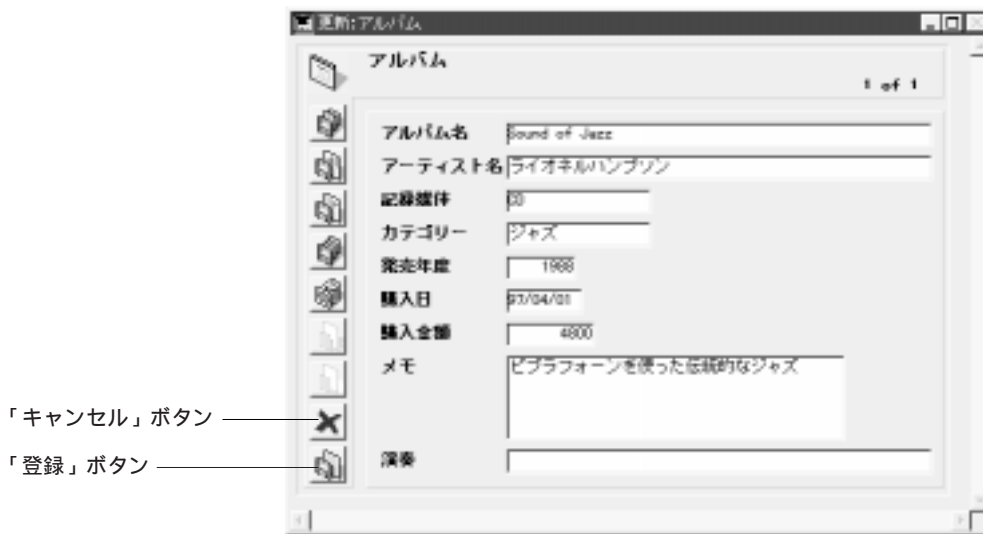 更新:アルバム
アルバム
1 of 1
アルバム名 Sound of Jazz
アーティスト名 ライオネルハンプソン
記録媒体 CD
カテゴリー ジャズ
発売年度 1988
購入日 97/04/01
購入金額 4800
メモ ビブラフォーンを使った伝統的なジャズ
「キャンセル」ボタン
「登録」ボタン
演奏